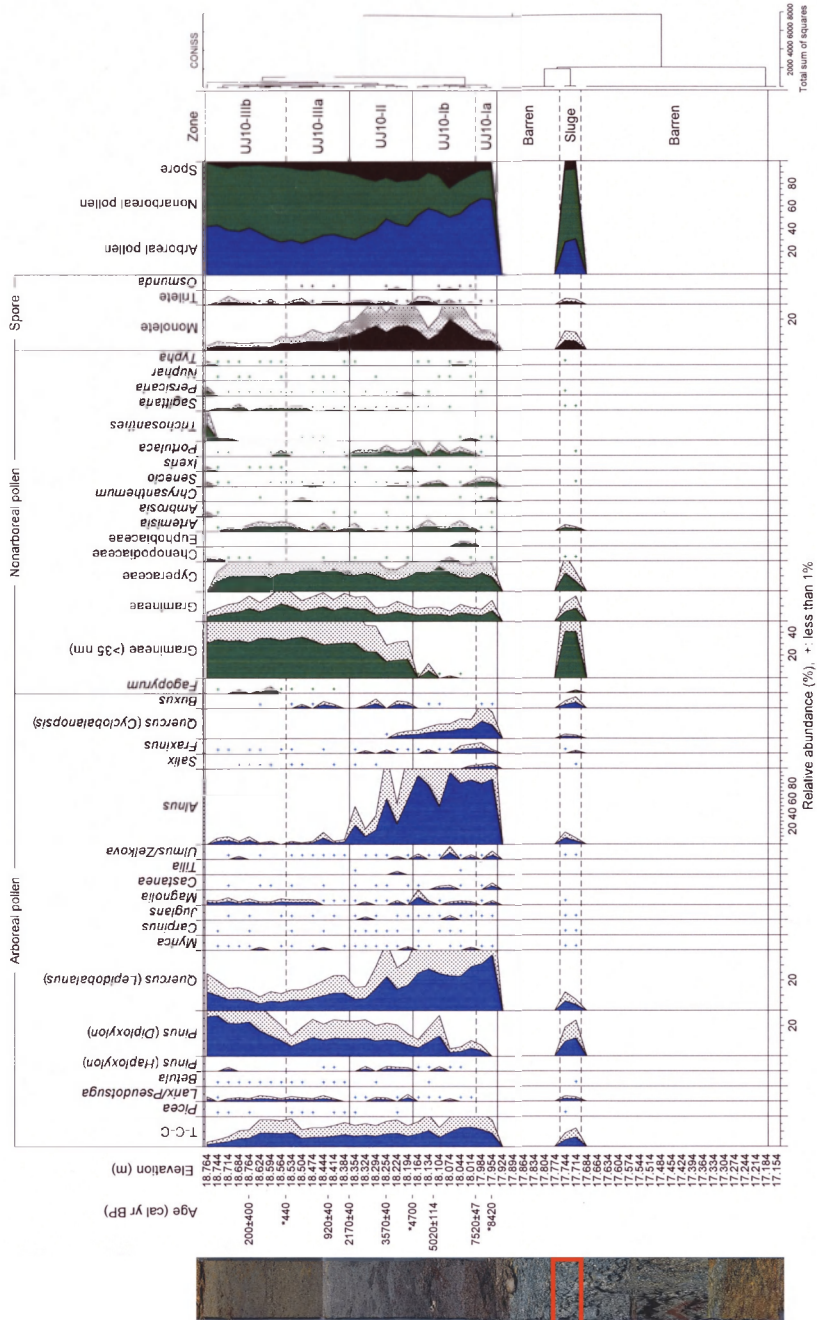 Arboreal pollen
Nonarboreal pollen
Spore
Age (cal yr BP)
Elevation (m)
T-C-C
Picea
Larix/Pseudotsuga
Betula
Pinus (Haploxylon)
Pinus (Diploxylon)
Quercus (Lepidobalanus)
Myrica
Carpinus
Juglans
Magnolia
Castanea
Tilia
Ulmus/Zelkova
Alnus
Salix
Fraxinus
Quercus (Cyclobalanopsis)
Buxus
Fagopyrum
Gramineae (>35 nm)
Gramineae
Cyperaceae
Chenopodiaceae
Euphobiaceae
Artemisia
Ambrosia
Chrysanthemum
Senecio
Ixeris
Portulaca
Sagittaria
Persicaria
Nuphar
Typha
Monolete
Trilete
Osmunda
Arboreal pollen
Nonarboreal pollen
Spore
Zone
CONISS
200±400
*440
920±40
2170±40
3570±40
*4700
5020±114
7520±47
*8420
18.764
18.744
18.714
18.684
18.764
18.624
18.594
18.564
18.534
18.504
18.474
18.444
18.414
18.384
18.354
18.324
18.294
18.254
18.224
18.194
18.164
18.134
18.104
18.074
18.044
18.014
17.984
17.954
17.922
17.894
17.864
17.834
17.804
17.774
17.744
17.714
17.684
17.664
17.634
17.604
17.574
17.544
17.514
17.484
17.454
17.424
17.394
17.364
17.334
17.304
17.274
17.244
17.214
17.184
17.154
UJ10-IIIb
UJ10-IIIa
UJ10-II
UJ10-Ib
UJ10-Ia
Barren
Sluge
Barren
20
20
20 40 60 80
20 40
20
20 40 60 80
2000 4000 6000 8000
Total sum of squares
Relative abundance (%), +: less than 1%